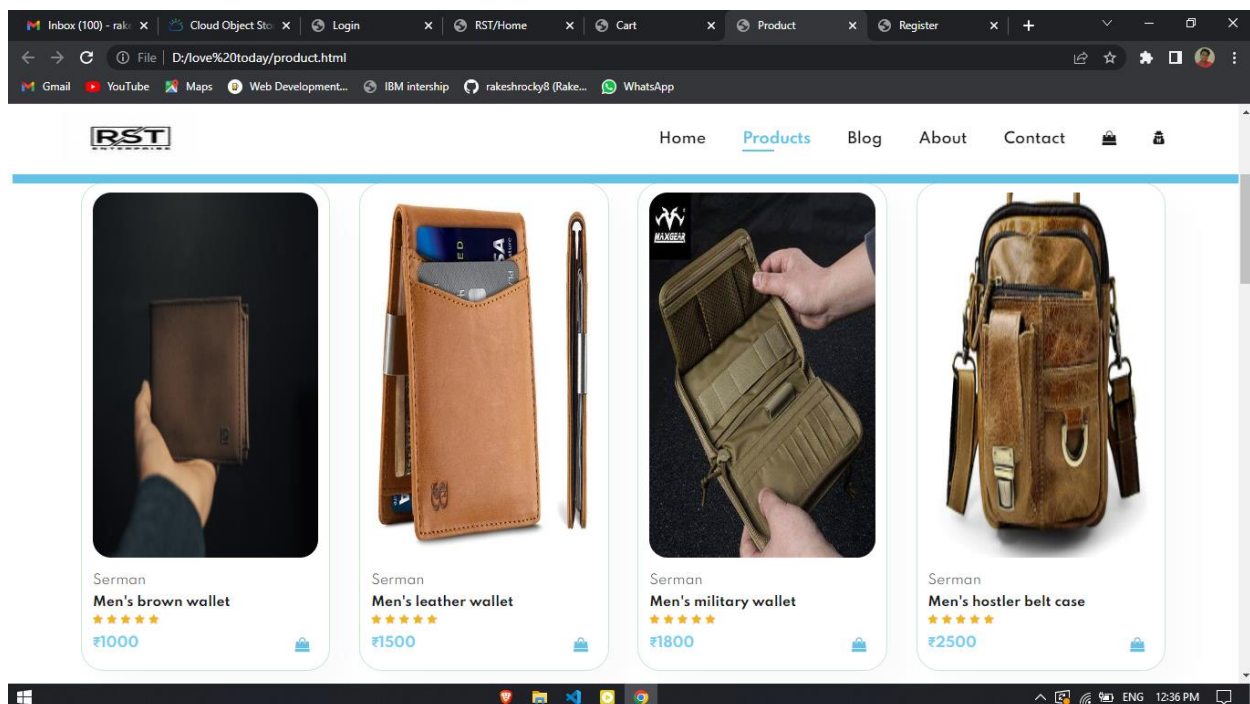 Inbox (100) - rak
Cloud Object Sto
Login
RST/Home
Cart
Product
Register
File
D:/love%20today/product.html
Gmail
YouTube
Maps
Web Development...
IBM intership
rakeshrocky8 (Rake...
WhatsApp
RST
ENTERPRISE
Home
Products
Blog
About
Contact
MAXGEAR
Serman
Men's brown wallet
₹1000
Serman
Men's leather wallet
₹1500
Serman
Men's military wallet
₹1800
Serman
Men's hostler belt case
₹2500
ENG
12:36 PM